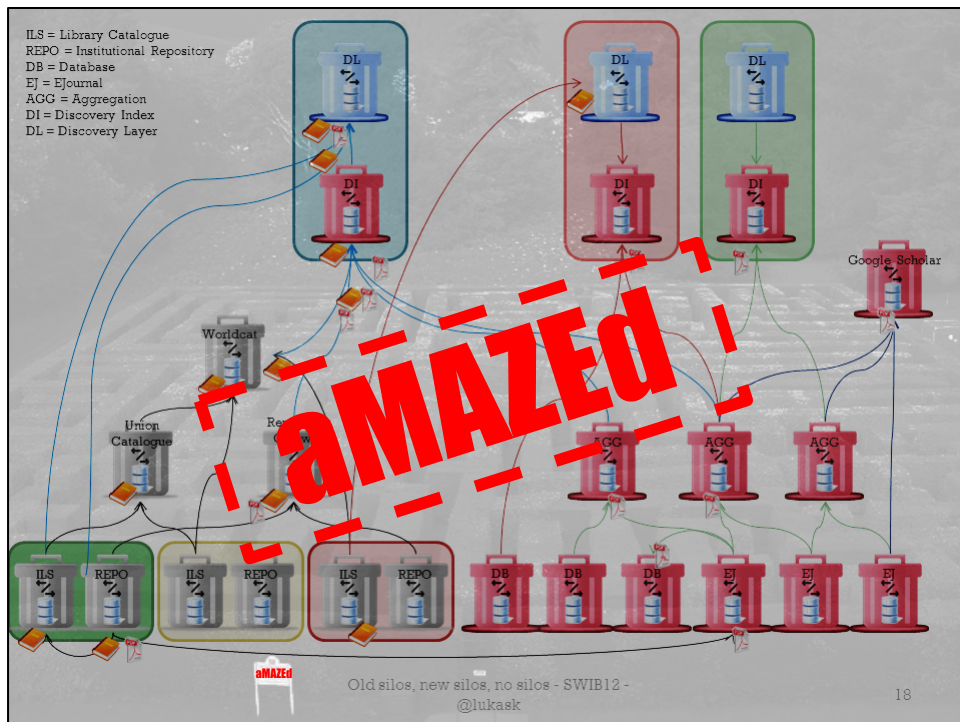 ILS = Library Catalogue
REPO = Institutional Repository
DB = Database
EJ = EJournal
AGG = Aggregation
DI = Discovery Index
DL = Discovery Layer
DL
DL
DL
DI
DI
DI
Google Scholar
Worldcat
Union
Catalogue
AGG
AGG
AGG
aMAZEd
ILS
REPO
ILS
REPO
ILS
REPO
DB
DB
DB
EJ
EJ
EJ
aMAZEd
Old silos, new silos, no silos - SWIB12 -
@lukask
18